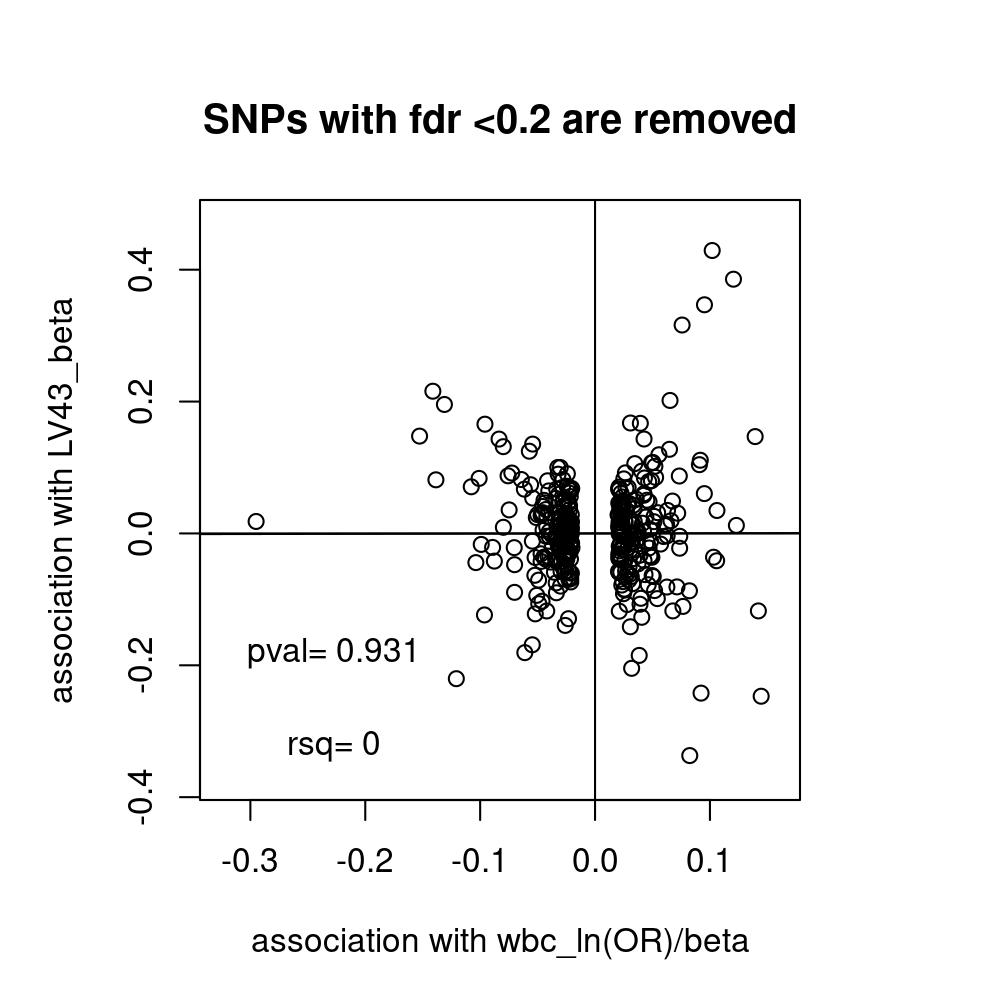 SNPs with fdr <0.2 are removed
association with LV43_beta
0.4
0.2
0.0
-0.2
-0.4
pval= 0.931
rsq= 0
-0.3 -0.2 -0.1 0.0 0.1
association with wbc_ln(OR)/beta